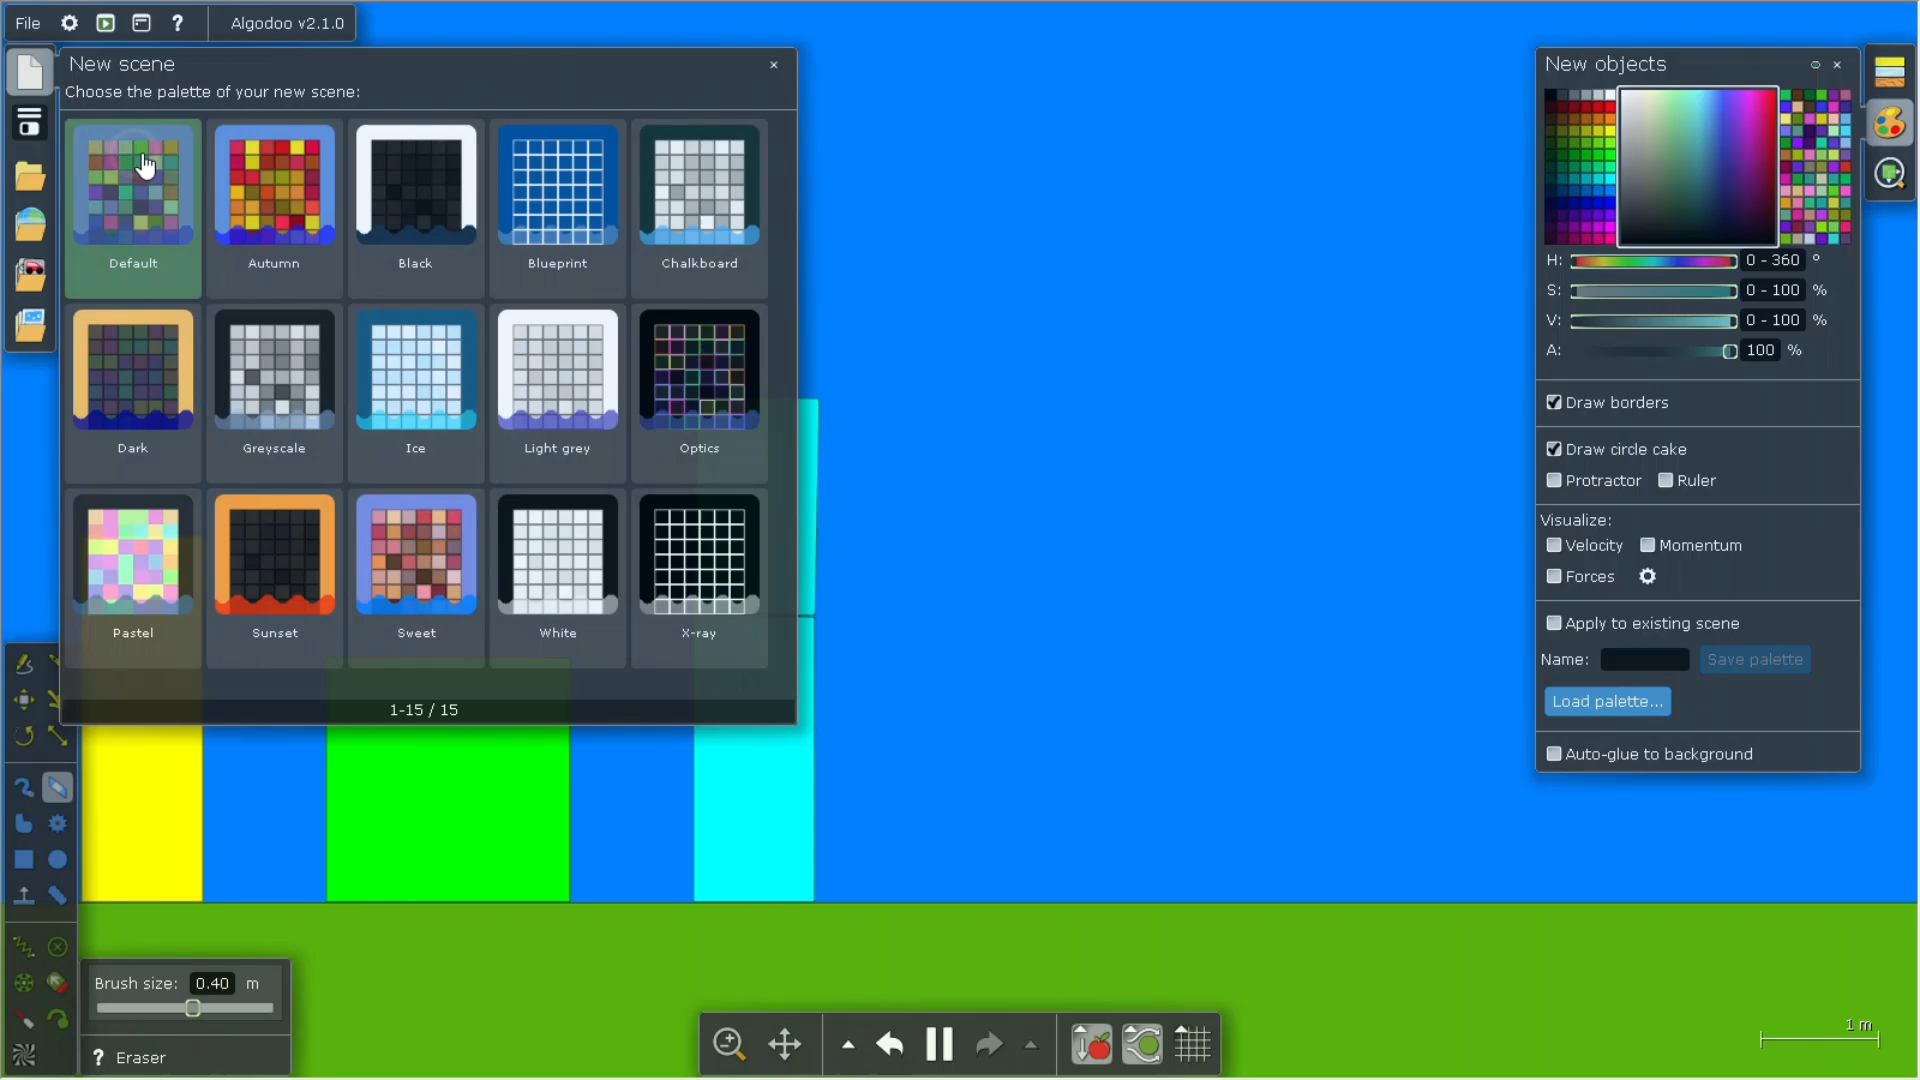 File
?
Algodoo v2.1.0
New scene
Choose the palette of your new scene:
Default
Autumn
Black
Blueprint
Chalkboard
Dark
Greyscale
Ice
Light grey
Optics
Pastel
Sunset
Sweet
White
X-ray
1-15 / 15
New objects
H: 0 - 360 °
S: 0 - 100 %
V: 0 - 100 %
A: 100 %
Draw borders
Draw circle cake
Protractor
Ruler
Visualize:
Velocity
Momentum
Forces
Apply to existing scene
Name:
Save palette
Load palette...
Auto-glue to background
Brush size: 0.40 m
? Eraser
1 m